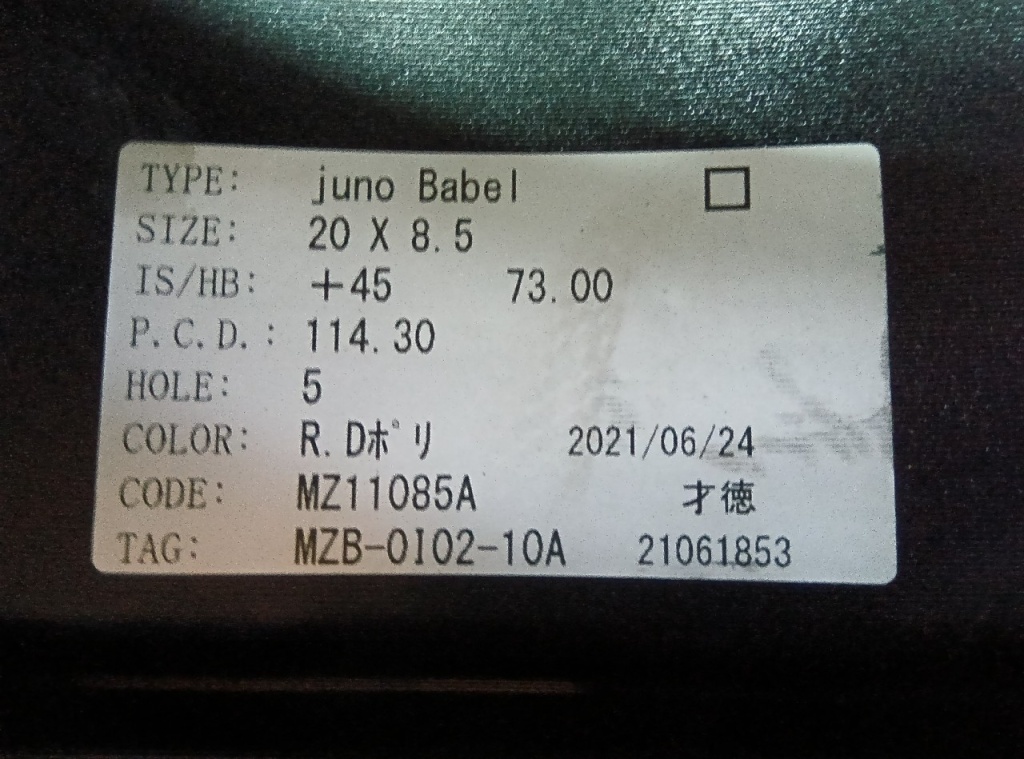 TYPE: juno Babel □
SIZE: 20 X 8.5
IS/HB: +45 73.00
P.C.D.: 114.30
HOLE: 5
COLOR: R.Dﾎﾟﾘ 2021/06/24
CODE: MZ11085A 才徳
TAG: MZB-0I02-10A 21061853